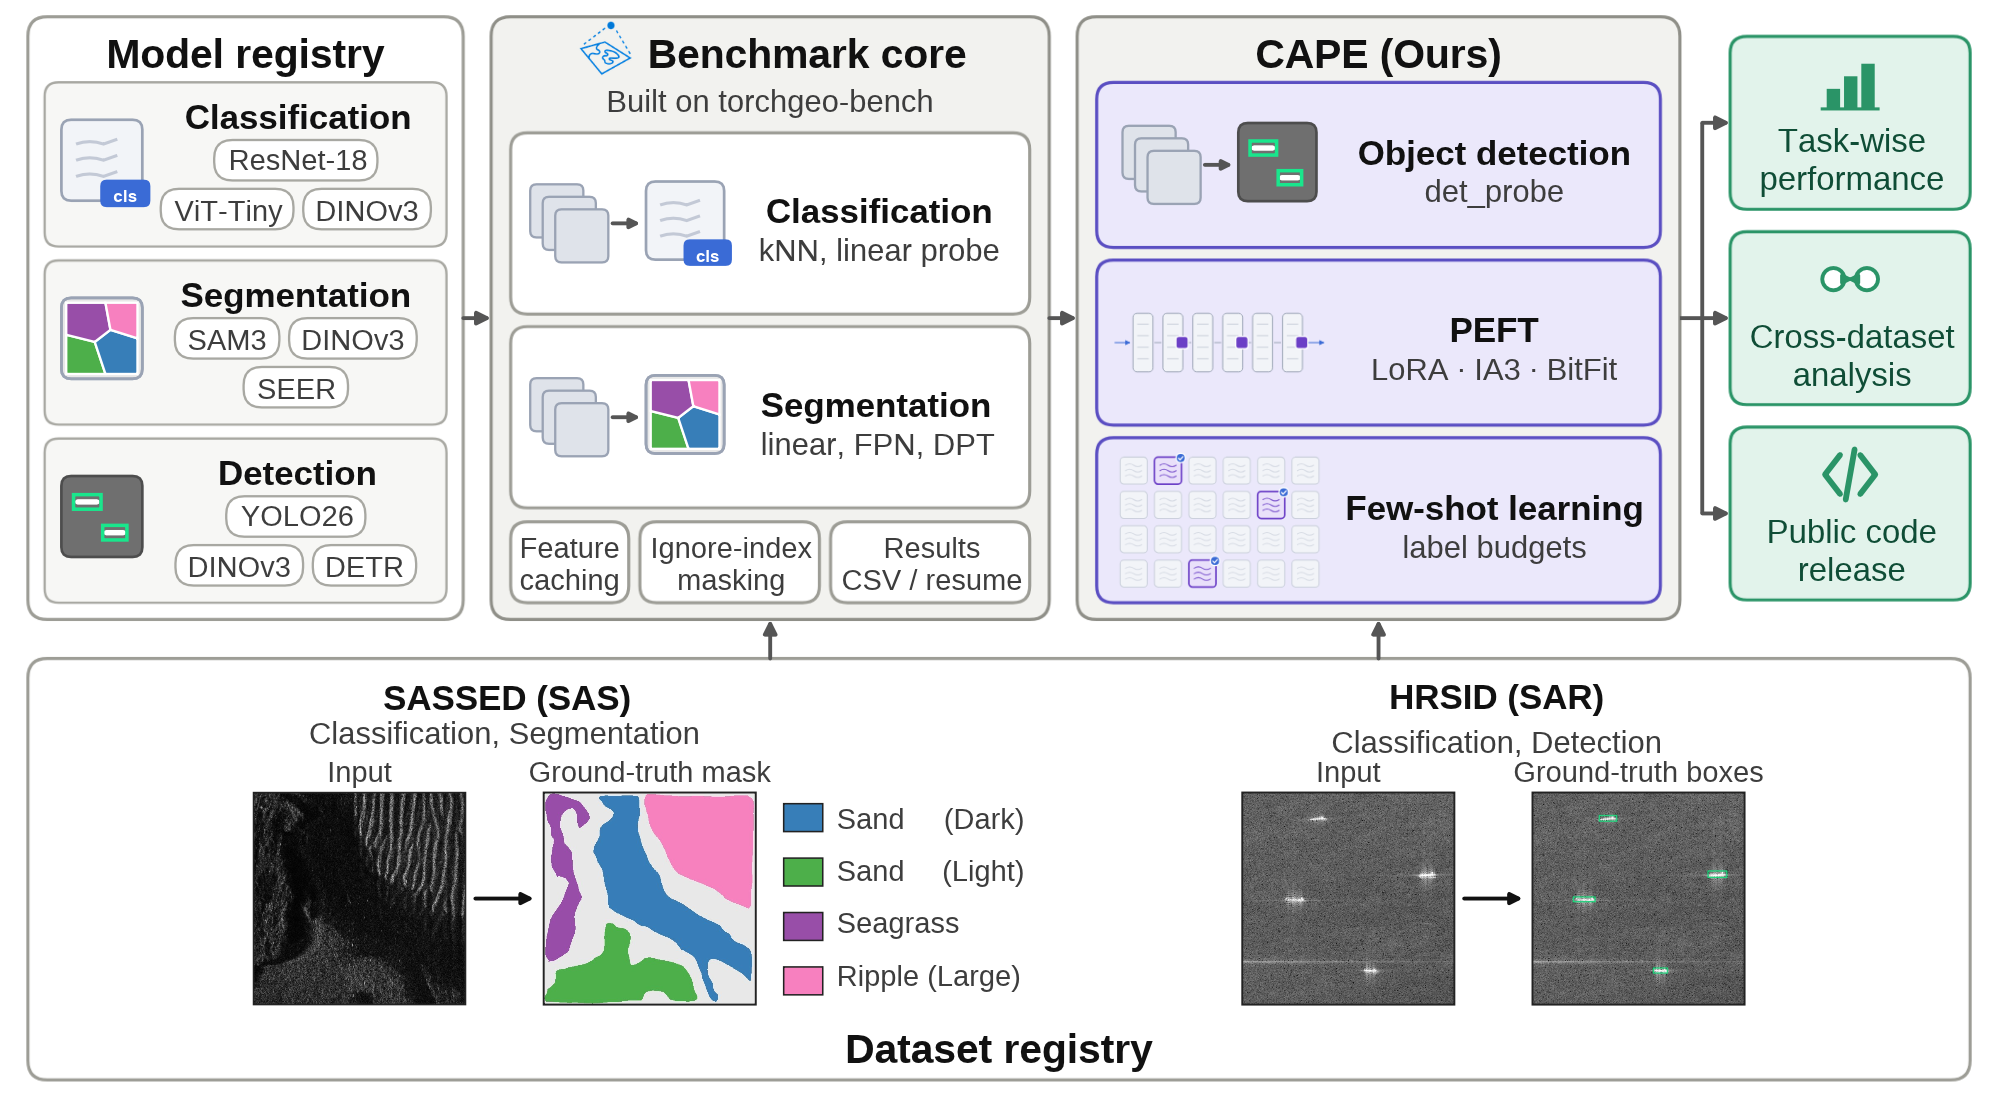 Model registry
Classification
ResNet-18
cls
ViT-Tiny
DINOv3
Segmentation
SAM3
DINOv3
SEER
Detection
YOLO26
DINOv3
DETR
Benchmark core
Built on torchgeo-bench
Classification
kNN, linear probe
cls
Segmentation
linear, FPN, DPT
Feature
caching
Ignore-index
masking
Results
CSV / resume
CAPE (Ours)
Object detection
det_probe
PEFT
LoRA · IA3 · BitFit
Few-shot learning
label budgets
Task-wise
performance
Cross-dataset
analysis
Public code
release
SASSED (SAS)
Classification, Segmentation
Input
Ground-truth mask
Sand (Dark)
Sand (Light)
Seagrass
Ripple (Large)
HRSID (SAR)
Classification, Detection
Input
Ground-truth boxes
Dataset registry